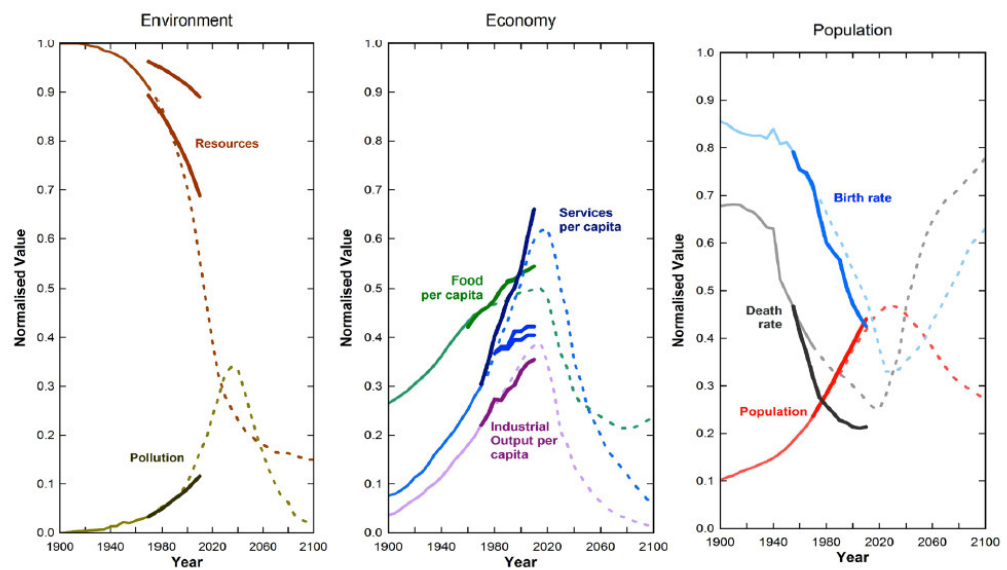 Environment
1.0
0.9
0.8
0.7
0.6
0.5
0.4
0.3
0.2
0.1
0.0
Normalised Value
Resources
Pollution
1900 1940 1980 2020 2060 2100
Year
Economy
1.0
0.9
0.8
0.7
0.6
0.5
0.4
0.3
0.2
0.1
0.0
Normalised Value
Services
per capita
Food
per capita
Industrial
Output per
capita
1900 1940 1980 2020 2060 2100
Year
Population
1.0
0.9
0.8
0.7
0.6
0.5
0.4
0.3
0.2
0.1
0.0
Normalised Value
Birth rate
Death
rate
Population
1900 1940 1980 2020 2060 2100
Year